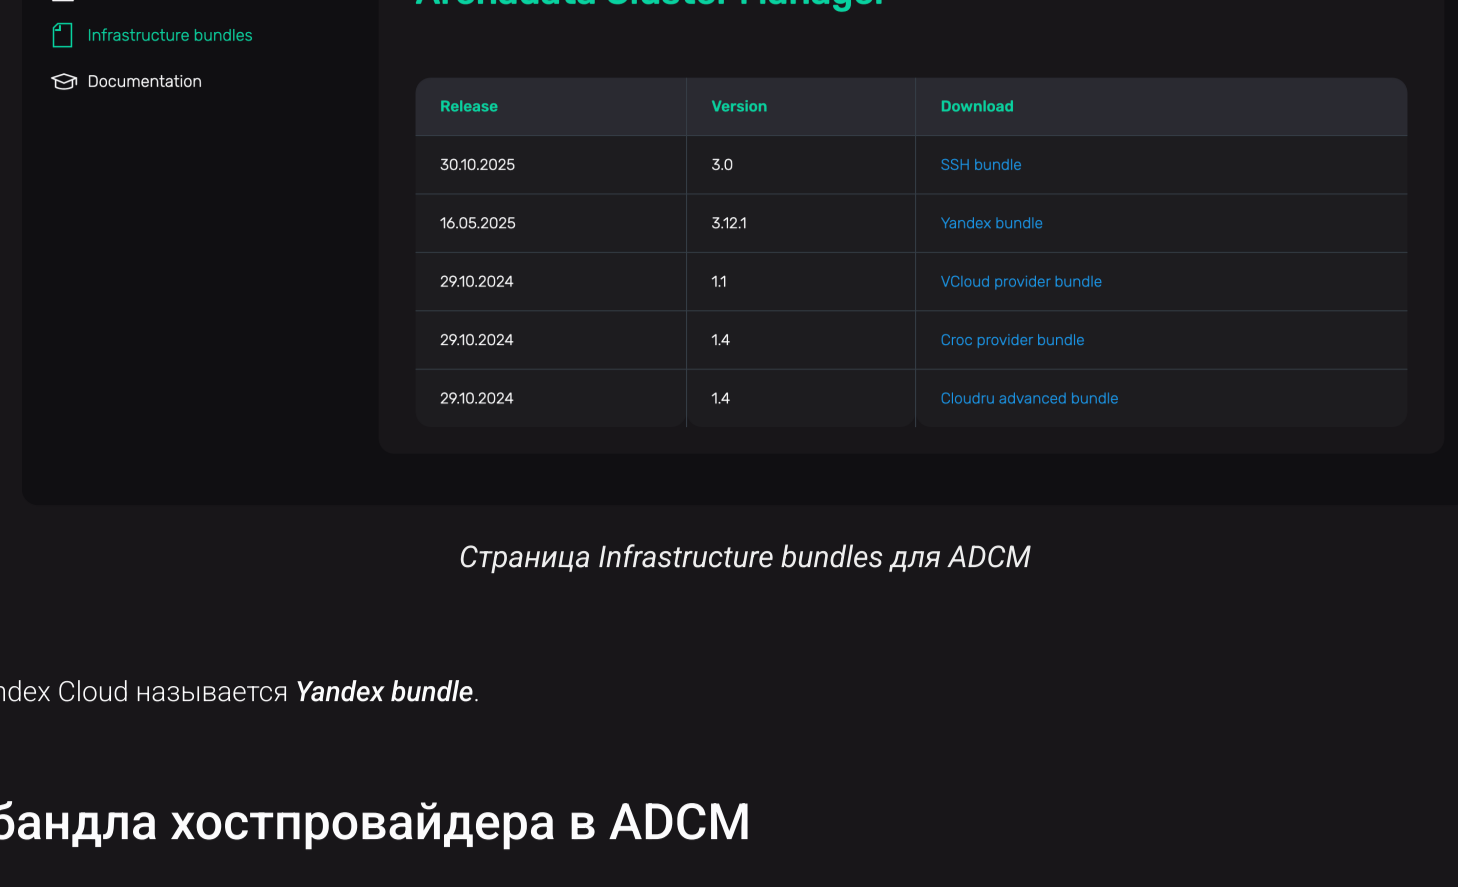 Arenadata Cluster Manager
Infrastructure bundles
Documentation
Release Version Download
30.10.2025 3.0 SSH bundle
16.05.2025 3.12.1 Yandex bundle
29.10.2024 1.1 VCloud provider bundle
29.10.2024 1.4 Croc provider bundle
29.10.2024 1.4 Cloudru advanced bundle
Страница Infrastructure bundles для ADCM
ndex Cloud называется Yandex bundle.
бандла хостпровайдера в ADCM